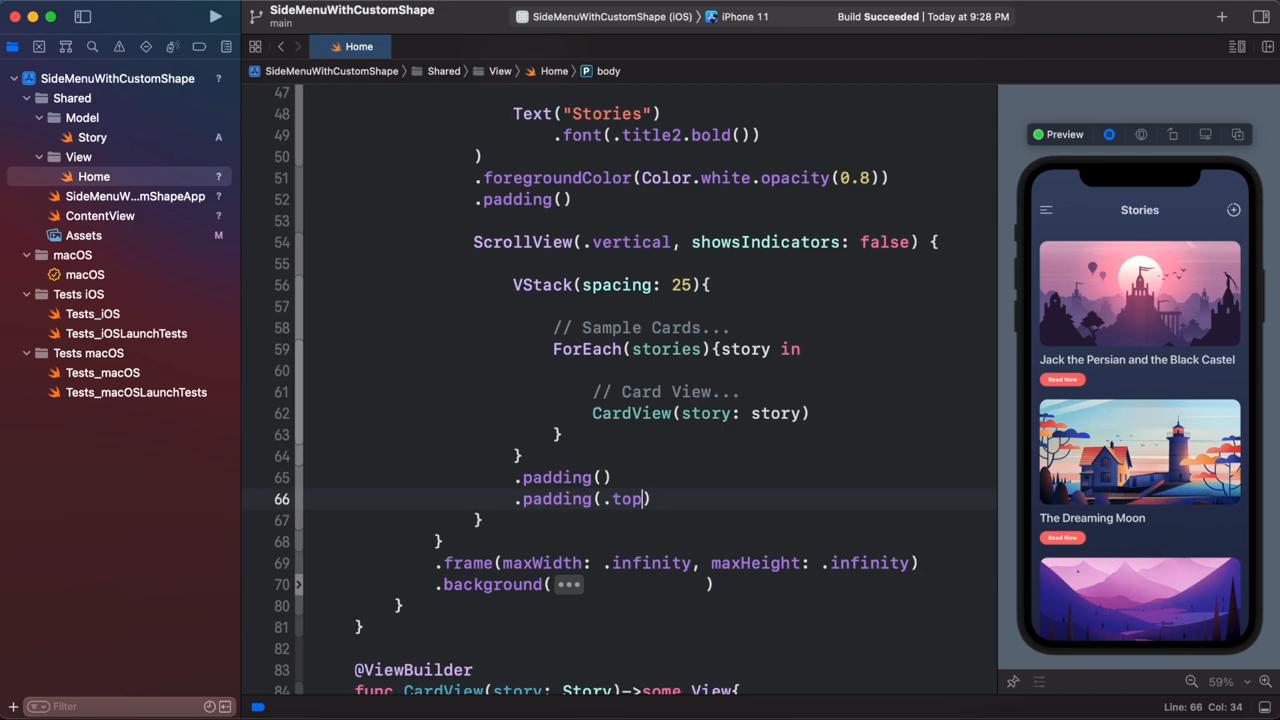 SideMenuWithCustomShape
main
SideMenuWithCustomShape (iOS) 〉 iPhone 11
Build Succeeded | Today at 9:28 PM
Home
SideMenuWithCustomShape 〉 Shared 〉 View 〉 Home 〉 P body
SideMenuWithCustomShape ?
Shared
Model
Story A
View
Home ?
SideMenuW...mShapeApp ?
ContentView ?
Assets M
macOS
macOS
Tests iOS
Tests_iOS
Tests_iOSLaunchTests
Tests macOS
Tests_macOS
Tests_macOSLaunchTests
Filter
47
48 Text("Stories")
49 .font(.title2.bold())
50 )
51 .foregroundColor(Color.white.opacity(0.8))
52 .padding()
53
54 ScrollView(.vertical, showsIndicators: false) {
55
56 VStack(spacing: 25){
57
58 // Sample Cards...
59 ForEach(stories){story in
60
61 // Card View...
62 CardView(story: story)
63 }
64 }
65 .padding()
66 .padding(.top)
67 }
68 }
69 .frame(maxWidth: .infinity, maxHeight: .infinity)
70 .background( ••• )
80 }
81 }
82
83 @ViewBuilder
84 func CardView(story: Story)->some View{
Preview
Stories
Jack the Persian and the Black Castel
Read Now
The Dreaming Moon
Read Now
59%
Line: 66 Col: 34